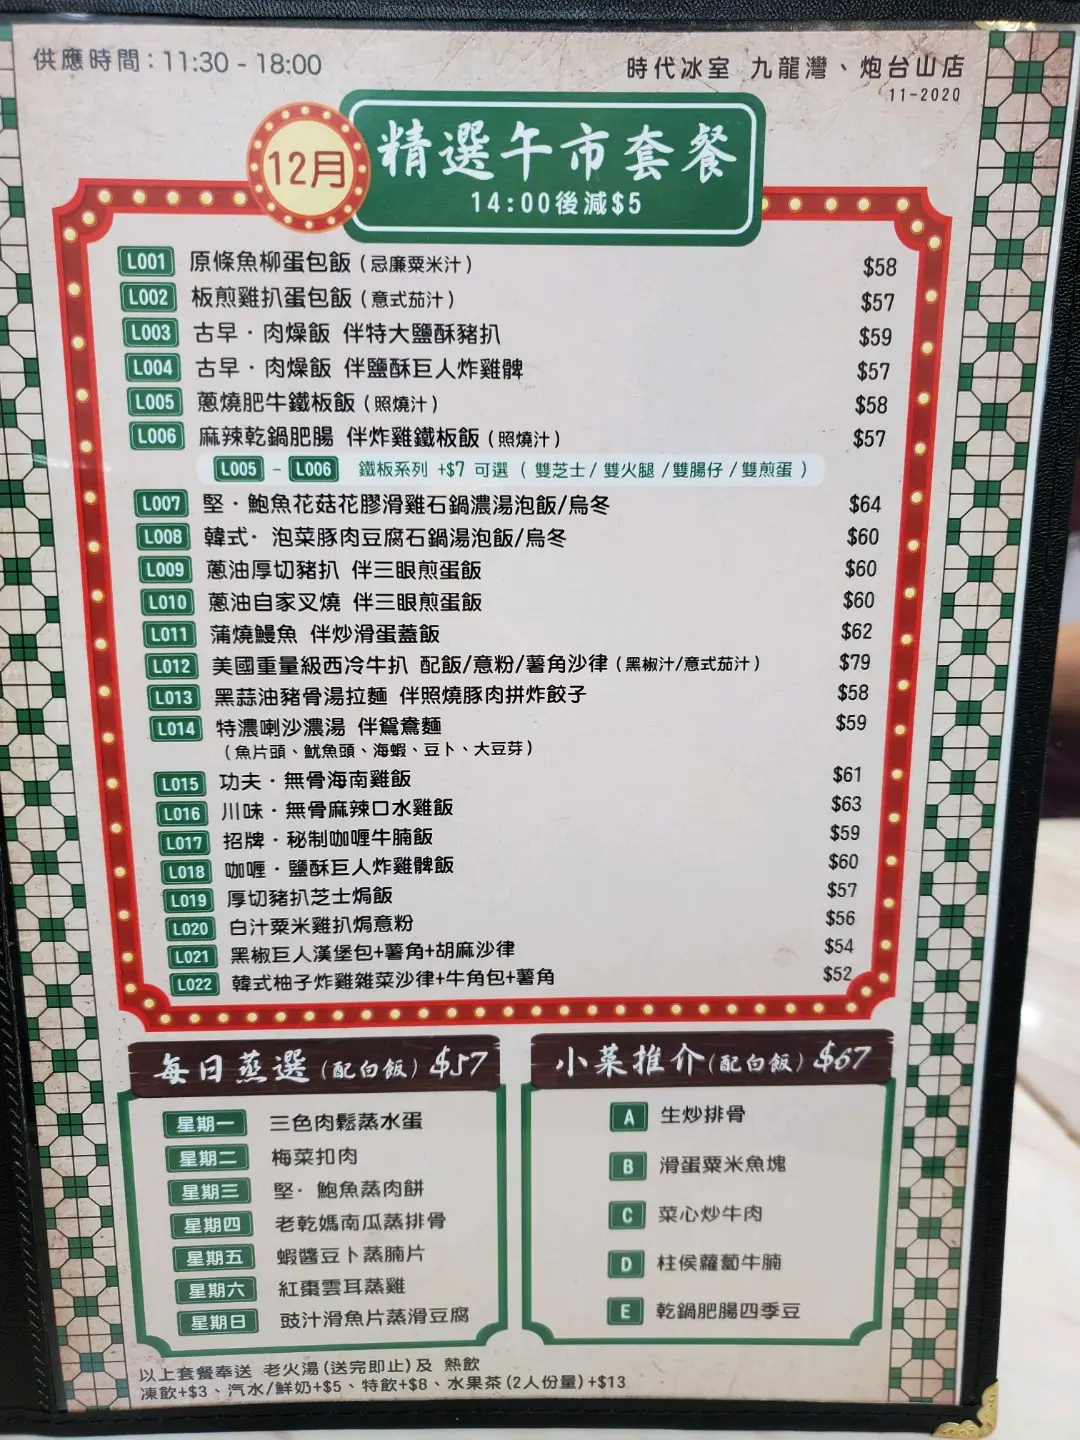 供應時間：11:30 - 18:00
時代冰室 九龍灣、炮台山店
11-2020
12月
精選午市套餐
14:00後減$5
L001 原條魚柳蛋包飯（忌廉粟米汁） $58
L002 板煎雞扒蛋包飯（意式茄汁） $57
L003 古早·肉燥飯 伴特大鹽酥豬扒 $59
L004 古早·肉燥飯 伴鹽酥巨人炸雞髀 $57
L005 蔥燒肥牛鐵板飯（照燒汁） $58
L006 麻辣乾鍋肥腸 伴炸雞鐵板飯（照燒汁） $57
L005 - L006 鐵板系列 +$7 可選（ 雙芝士/ 雙火腿 /雙腸仔 /雙煎蛋 ）
L007 堅·鮑魚花菇花膠滑雞石鍋濃湯泡飯/烏冬 $64
L008 韓式· 泡菜豚肉豆腐石鍋湯泡飯/烏冬 $60
L009 蔥油厚切豬扒 伴三眼煎蛋飯 $60
L010 蔥油自家叉燒 伴三眼煎蛋飯 $60
L011 蒲燒鰻魚 伴炒滑蛋蓋飯 $62
L012 美國重量級西冷牛扒 配飯/意粉/薯角沙律（黑椒汁/意式茄汁） $79
L013 黑蒜油豬骨湯拉麵 伴照燒豚肉拼炸餃子 $58
L014 特濃喇沙濃湯 伴鴛鴦麵 $59
（魚片頭、魷魚頭、海蝦、豆卜、大豆芽）
L015 功夫·無骨海南雞飯 $61
L016 川味·無骨麻辣口水雞飯 $63
L017 招牌·秘制咖喱牛腩飯 $59
L018 咖喱·鹽酥巨人炸雞髀飯 $60
L019 厚切豬扒芝士焗飯 $57
L020 白汁粟米雞扒焗意粉 $56
L021 黑椒巨人漢堡包+薯角+胡麻沙律 $54
L022 韓式柚子炸雞雜菜沙律+牛角包+薯角 $52
每日蒸選（配白飯）$57
星期一 三色肉鬆蒸水蛋
星期二 梅菜扣肉
星期三 堅· 鮑魚蒸肉餅
星期四 老乾媽南瓜蒸排骨
星期五 蝦醬豆卜蒸腩片
星期六 紅棗雲耳蒸雞
星期日 豉汁滑魚片蒸滑豆腐
小菜推介（配白飯）$67
A 生炒排骨
B 滑蛋粟米魚塊
C 菜心炒牛肉
D 柱侯蘿蔔牛腩
E 乾鍋肥腸四季豆
以上套餐奉送 老火湯(送完即止)及 熱飲
凍飲+$3、汽水/鮮奶+$5、特飲+$8、水果茶(2人份量)+$13